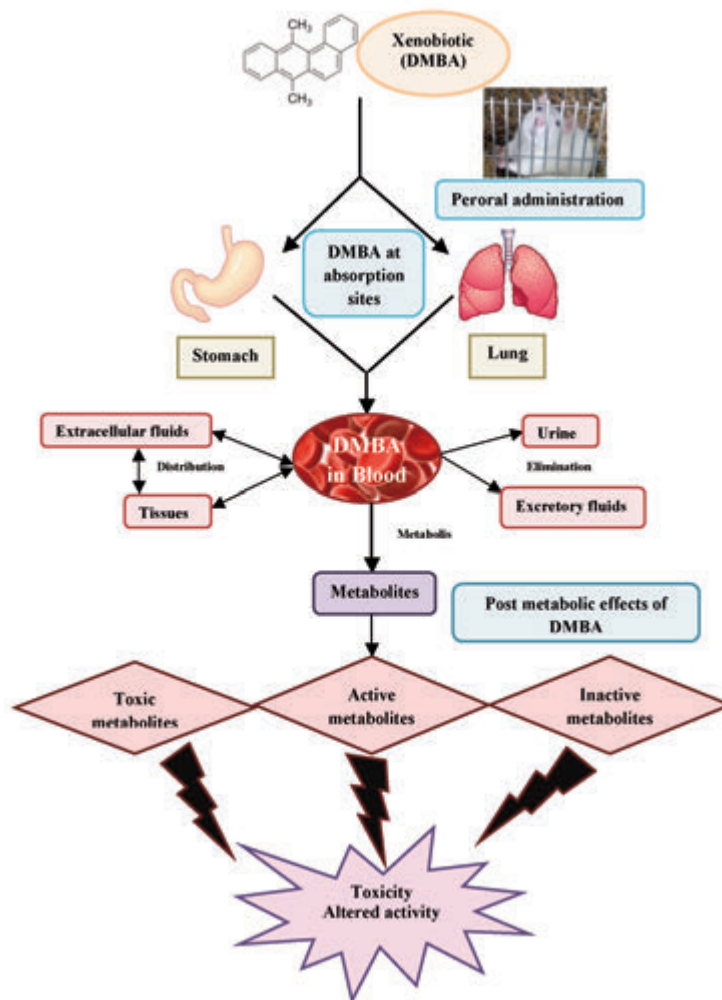 CH₃
CH₃
Xenobiotic
(DMBA)
Peroral administration
DMBA at
absorption
sites
Stomach
Lung
Extracellular fluids
Distribution
Tissues
DMBA
in Blood
Urine
Elimination
Excretory fluids
Metabolis
Metabolites
Post metabolic effects of
DMBA
Toxic
metabolites
Active
metabolites
Inactive
metabolites
Toxicity
Altered activity